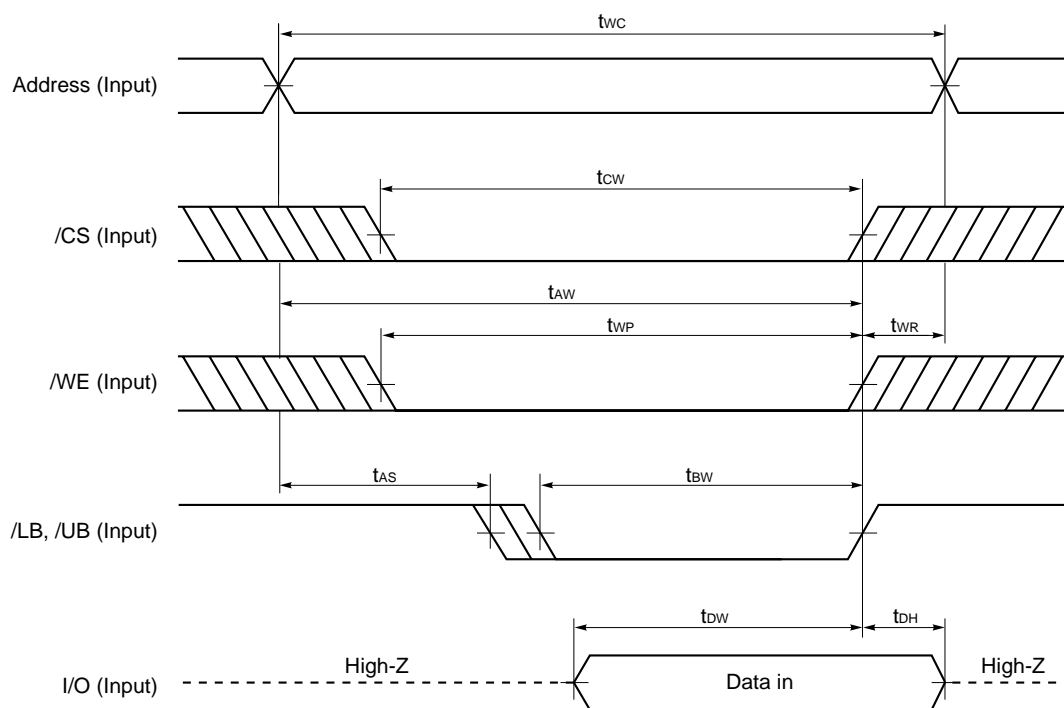 tWC
Address (Input)
tCW
/CS (Input)
tAW
tWP
tWR
/WE (Input)
tAS
tBW
/LB, /UB (Input)
tDW
tDH
High-Z
High-Z
I/O (Input)
Data in